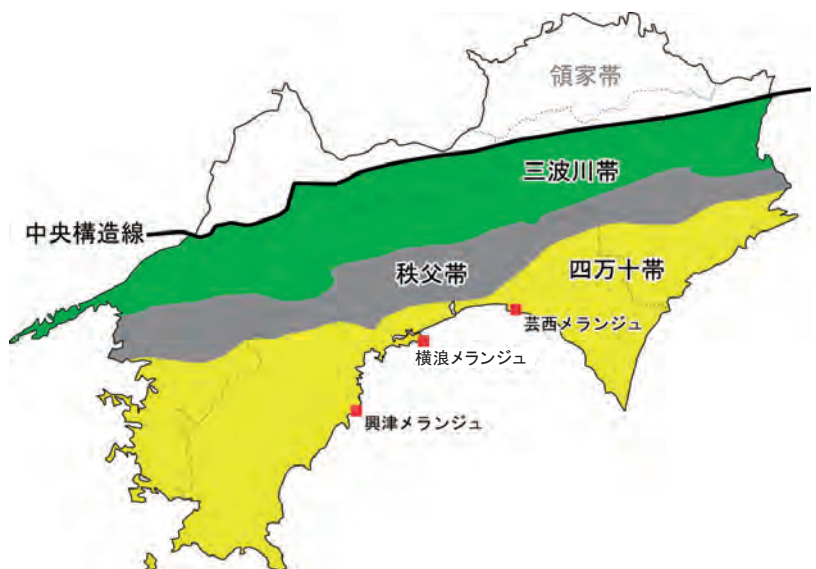 領家帯
三波川帯
中央構造線
秩父帯
四万十帯
芸西メランジュ
横浪メランジュ
興津メランジュ